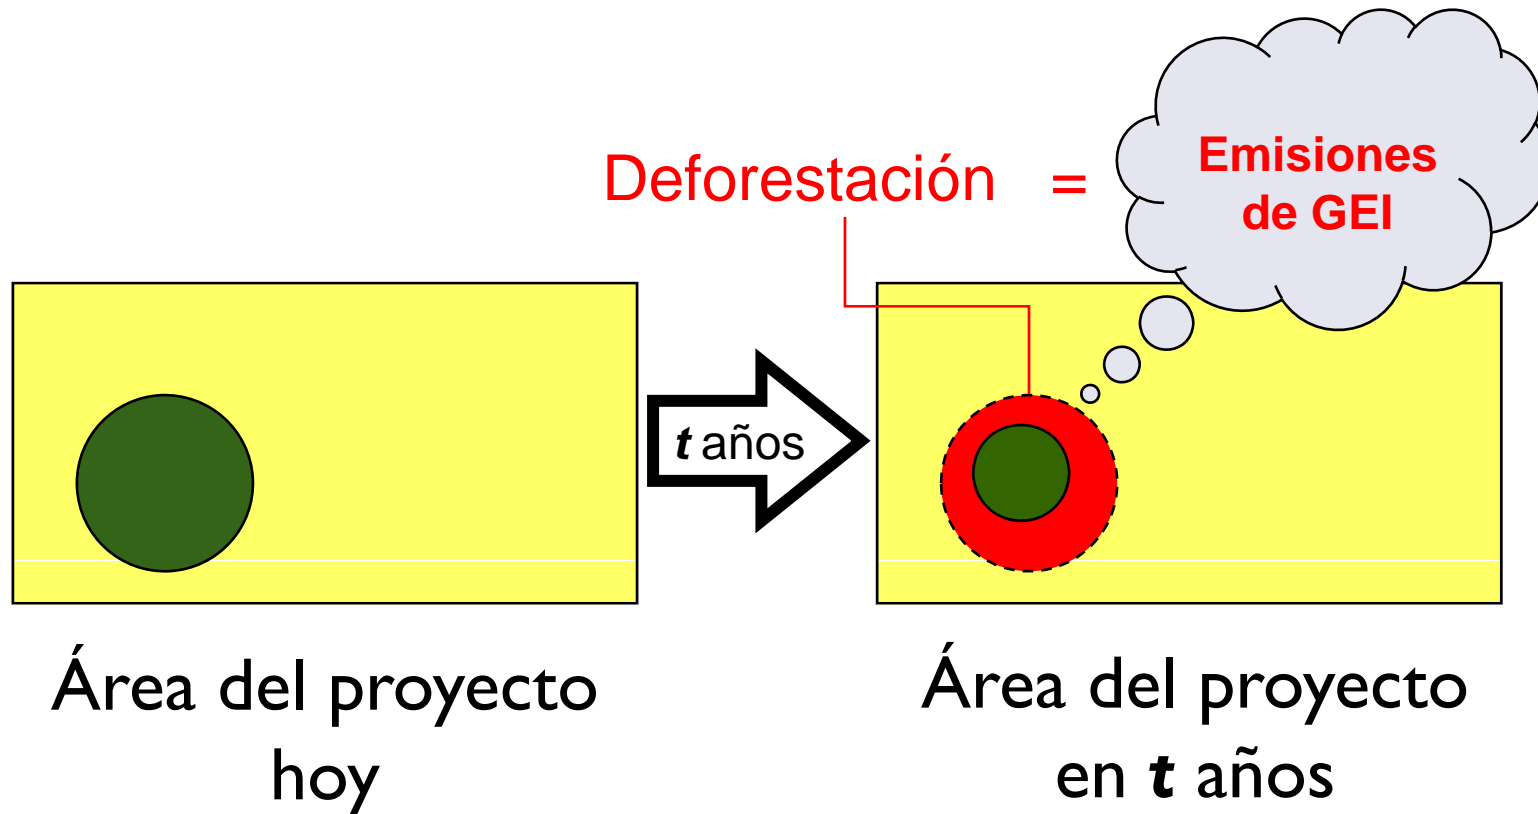 Deforestación =
Emisiones
de GEI
t años
Área del proyecto
hoy
Área del proyecto
en t años